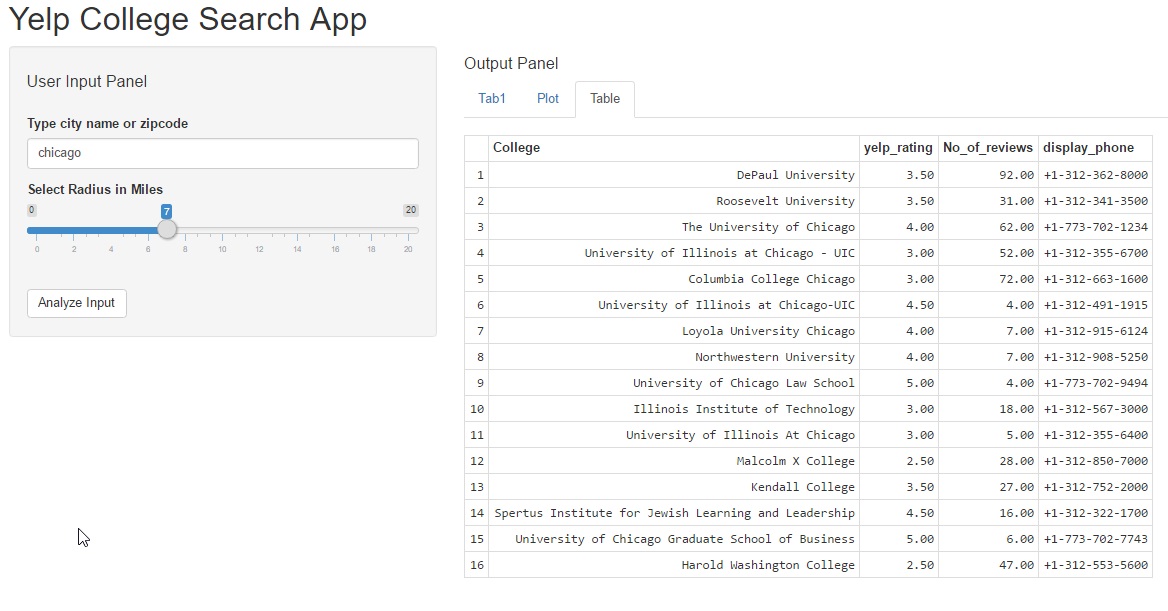 Yelp College Search App
User Input Panel
Type city name or zipcode
chicago
Select Radius in Miles
0 7 20
0 2 4 6 8 10 12 14 16 18 20
Analyze Input
Output Panel
Tab1 Plot Table
College yelp_rating No_of_reviews display_phone
1 DePaul University 3.50 92.00 +1-312-362-8000
2 Roosevelt University 3.50 31.00 +1-312-341-3500
3 The University of Chicago 4.00 62.00 +1-773-702-1234
4 University of Illinois at Chicago - UIC 3.00 52.00 +1-312-355-6700
5 Columbia College Chicago 3.00 72.00 +1-312-663-1600
6 University of Illinois at Chicago-UIC 4.50 4.00 +1-312-491-1915
7 Loyola University Chicago 4.00 7.00 +1-312-915-6124
8 Northwestern University 4.00 7.00 +1-312-908-5250
9 University of Chicago Law School 5.00 4.00 +1-773-702-9494
10 Illinois Institute of Technology 3.00 18.00 +1-312-567-3000
11 University of Illinois At Chicago 3.00 5.00 +1-312-355-6400
12 Malcolm X College 2.50 28.00 +1-312-850-7000
13 Kendall College 3.50 27.00 +1-312-752-2000
14 Spertus Institute for Jewish Learning and Leadership 4.50 16.00 +1-312-322-1700
15 University of Chicago Graduate School of Business 5.00 6.00 +1-773-702-7743
16 Harold Washington College 2.50 47.00 +1-312-553-5600